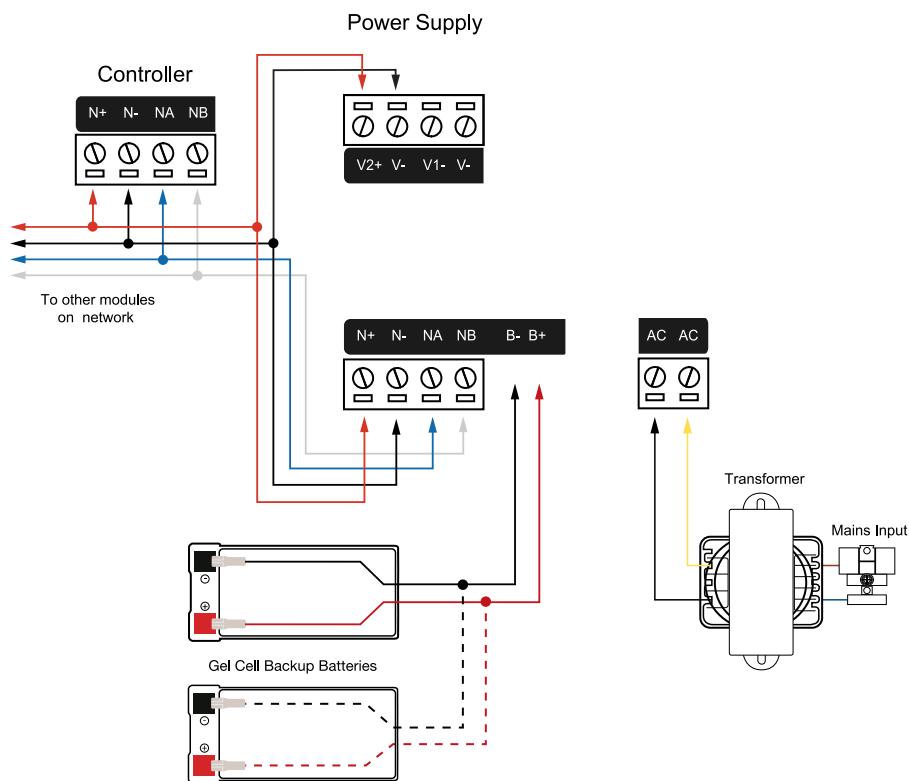 Power Supply
Controller
N+ N- NA NB
V2+ V- V1- V-
To other modules
on network
N+ N- NA NB B- B+
AC AC
Transformer
Mains Input
Gel Cell Backup Batteries